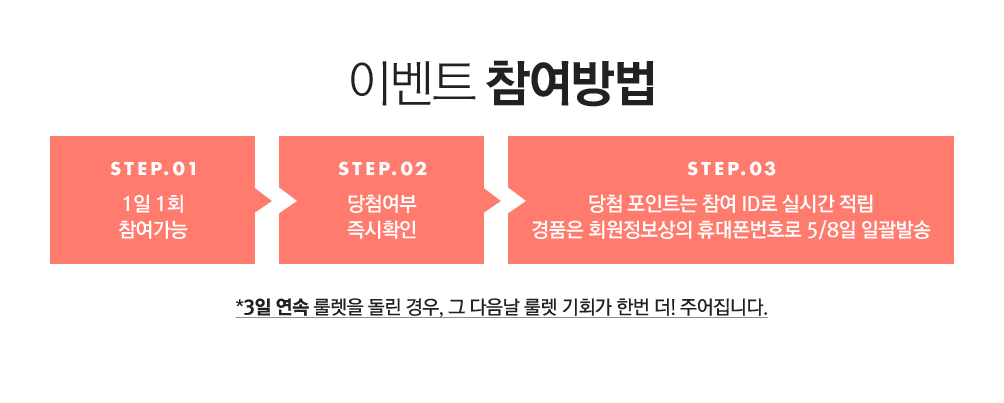 이벤트 참여방법
STEP.01
1일 1회
참여가능
STEP.02
당첨여부
즉시확인
STEP.03
당첨 포인트는 참여 ID로 실시간 적립
경품은 회원정보상의 휴대폰번호로 5/8일 일괄발송
*3일 연속 룰렛을 돌린 경우, 그 다음날 룰렛 기회가 한번 더! 주어집니다.